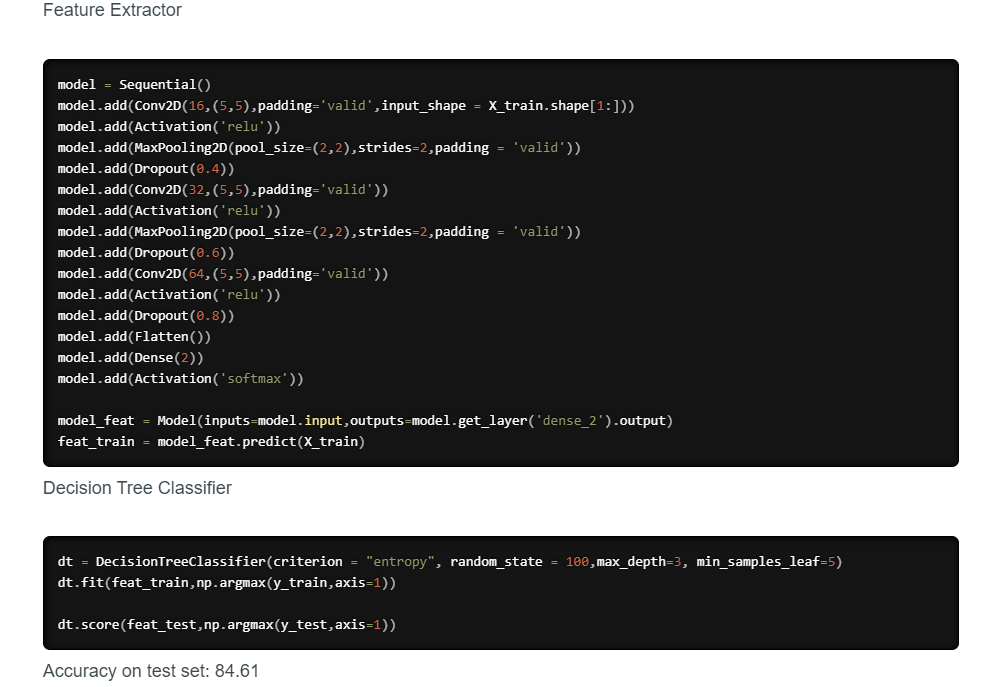 Feature Extractor
model = Sequential()
model.add(Conv2D(16,(5,5),padding='valid',input_shape = X_train.shape[1:]))
model.add(Activation('relu'))
model.add(MaxPooling2D(pool_size=(2,2),strides=2,padding = 'valid'))
model.add(Dropout(0.4))
model.add(Conv2D(32,(5,5),padding='valid'))
model.add(Activation('relu'))
model.add(MaxPooling2D(pool_size=(2,2),strides=2,padding = 'valid'))
model.add(Dropout(0.6))
model.add(Conv2D(64,(5,5),padding='valid'))
model.add(Activation('relu'))
model.add(Dropout(0.8))
model.add(Flatten())
model.add(Dense(2))
model.add(Activation('softmax'))
model_feat = Model(inputs=model.input,outputs=model.get_layer('dense_2').output)
feat_train = model_feat.predict(X_train)
Decision Tree Classifier
dt = DecisionTreeClassifier(criterion = "entropy", random_state = 100,max_depth=3, min_samples_leaf=5)
dt.fit(feat_train,np.argmax(y_train,axis=1))
dt.score(feat_test,np.argmax(y_test,axis=1))
Accuracy on test set: 84.61